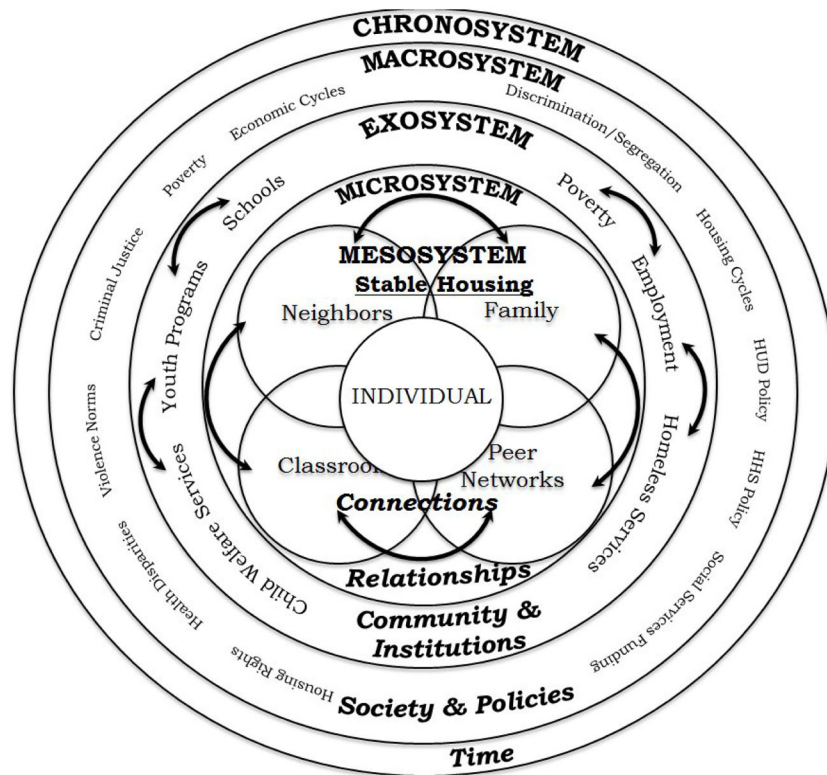 CHRONOSYSTEM
MACROSYSTEM
Economic Cycles
Discrimination/Segregation
Poverty
Housing Cycles
Criminal Justice
HUD Policy
Violence Norms
HHS Policy
Health Disparities
Social Services Funding
Housing Rights
EXOSYSTEM
Schools
Poverty
Youth Programs
Employment
Child Welfare Services
Homeless Services
MICROSYSTEM
MESOSYSTEM
Stable Housing
Neighbors
Family
INDIVIDUAL
Classroom
Peer
Networks
Connections
Relationships
Community &
Institutions
Society & Policies
Time